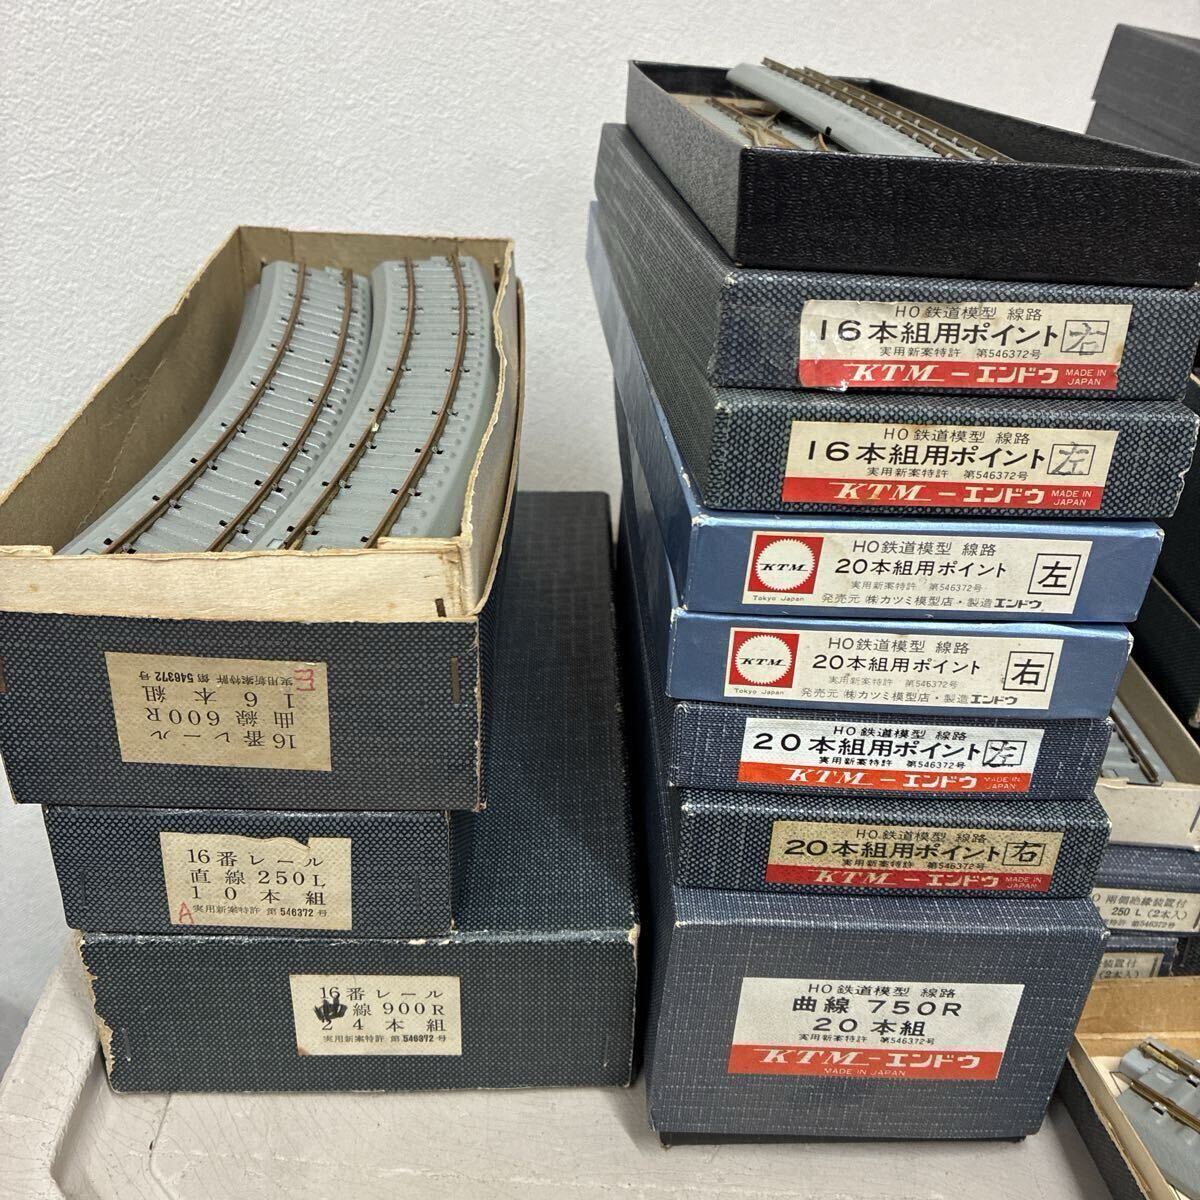 16番レール
曲線600R
16本組
実用新案特許 第546372号
E
16番レール
直線250L
10本組
実用新案特許 第546372号
A
16番レール
線900R
24本組
実用新案特許 第546372号
HO鉄道模型 線路
16本組用ポイント 右
実用新案特許 第546372号
KTM-エンドウ MADE IN JAPAN
HO鉄道模型 線路
16本組用ポイント 左
実用新案特許 第546372号
KTM-エンドウ MADE IN JAPAN
KTM
Tokyo Japan
HO鉄道模型 線路
20本組用ポイント 左
実用新案特許 第546372号
発売元 ㈱カツミ模型店・製造エンドウ
KTM
Tokyo Japan
HO鉄道模型 線路
20本組用ポイント 右
実用新案特許 第546372号
発売元 ㈱カツミ模型店・製造エンドウ
HO鉄道模型 線路
20本組用ポイント 左
実用新案特許 第546372号
KTM-エンドウ MADE IN JAPAN
HO鉄道模型 線路
20本組用ポイント 右
実用新案特許 第546372号
KTM-エンドウ MADE IN JAPAN
HO鉄道模型 線路
曲線 750R
20本組
実用新案特許 第546372号
KTM-エンドウ
MADE IN JAPAN
両側絶縁装置付
250L(2本入)
第546372号
装置付
(2本入)